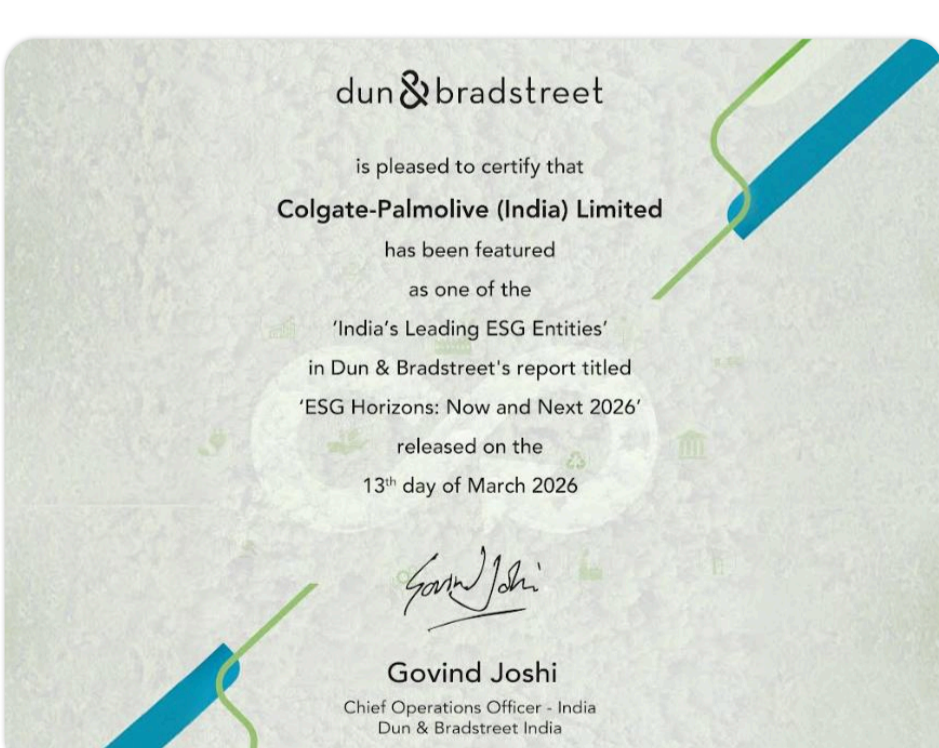 dun & bradstreet
is pleased to certify that
Colgate-Palmolive (India) Limited
has been featured
as one of the
‘India’s Leading ESG Entities’
in Dun & Bradstreet's report titled
‘ESG Horizons: Now and Next 2026’
released on the
13th day of March 2026
Govind Joshi
Govind Joshi
Chief Operations Officer - India
Dun & Bradstreet India